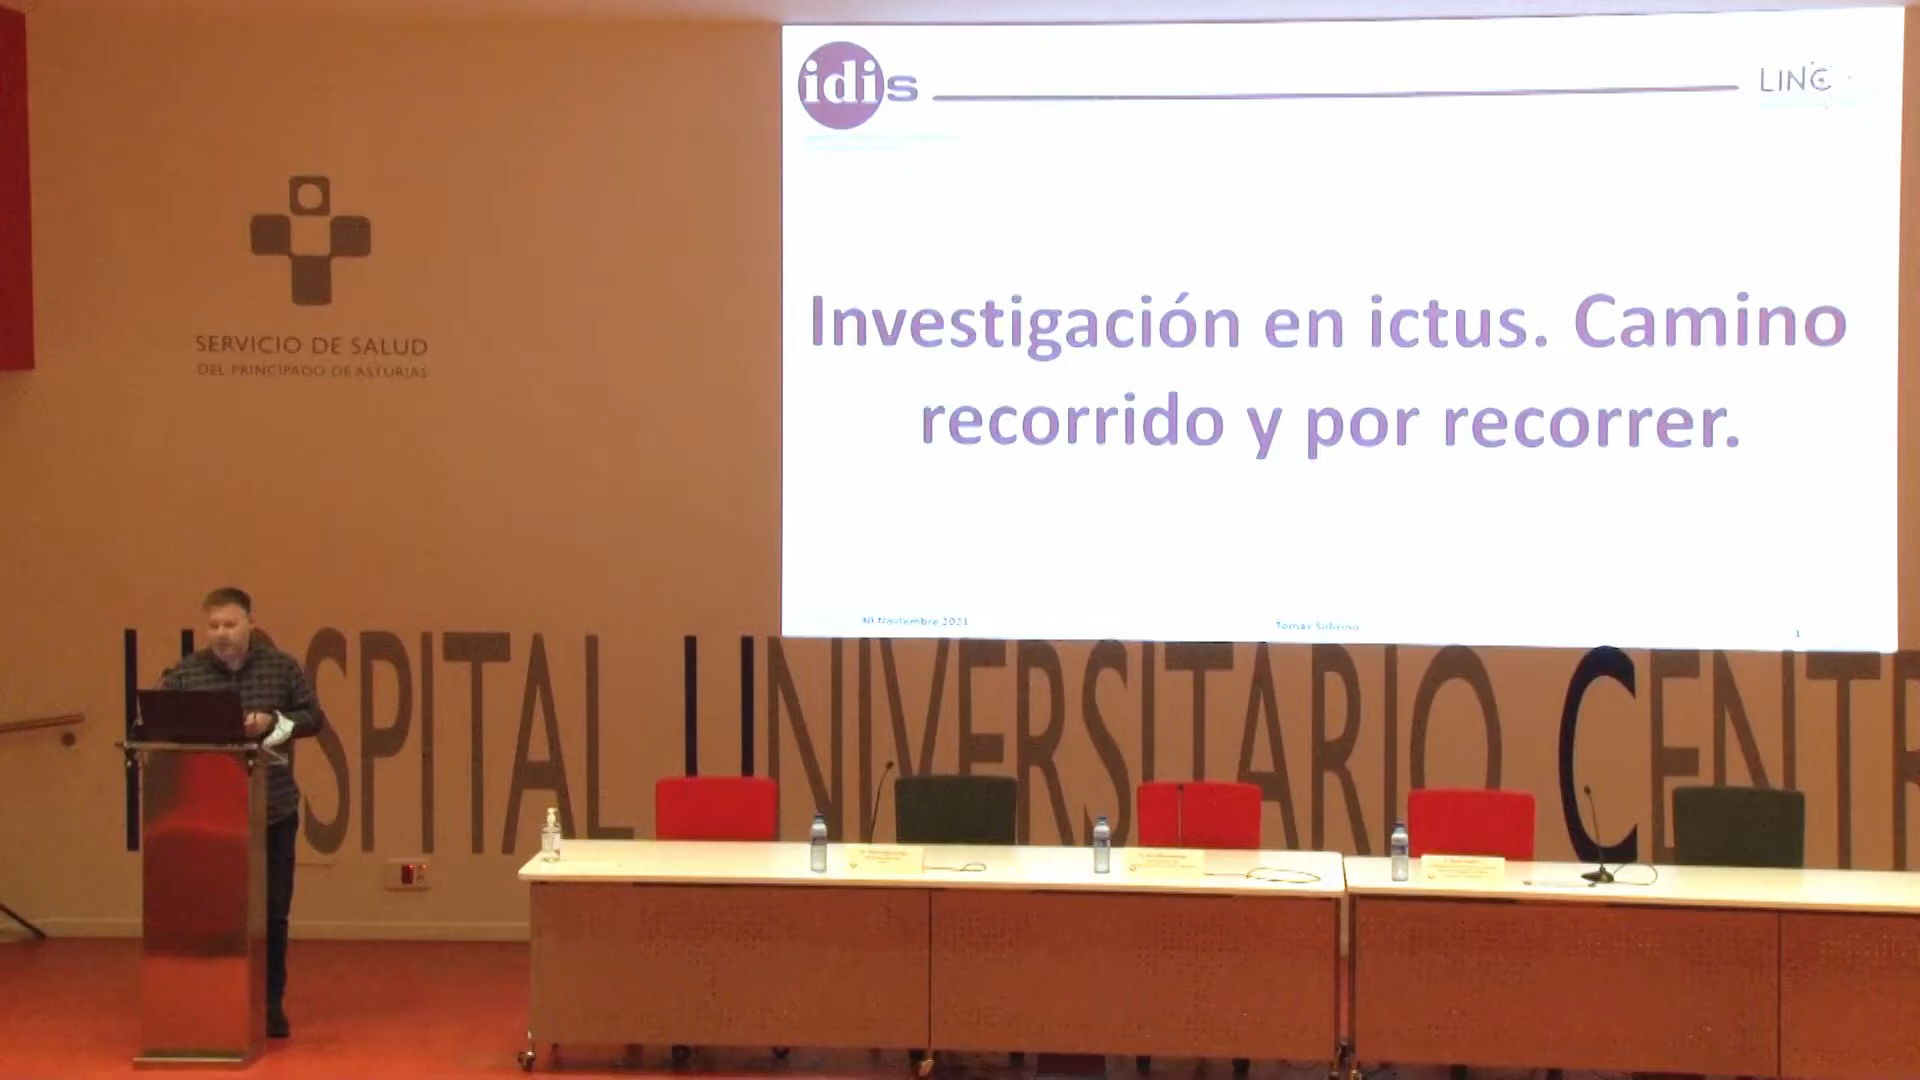 idis
LINC
Investigación en ictus. Camino
recorrido y por recorrer.
30 Noviembre 2021
Tomas Sobrino
1
SERVICIO DE SALUD
DEL PRINCIPADO DE ASTURIAS
HOSPITAL UNIVERSITARIO CENTR